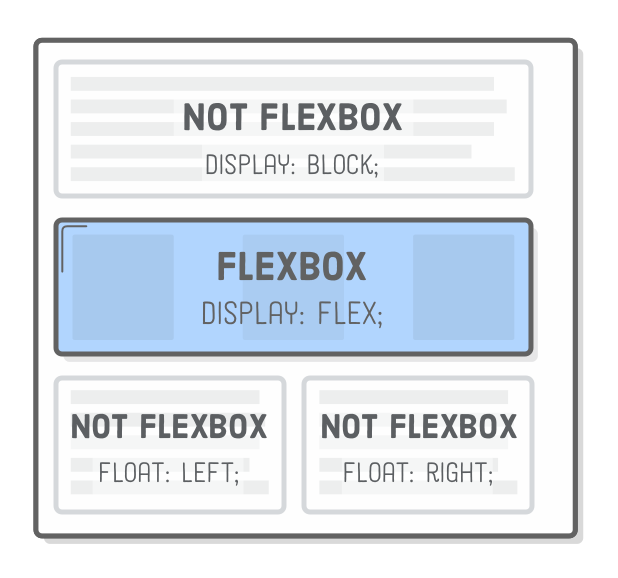 NOT FLEXBOX
DISPLAY: BLOCK;
FLEXBOX
DISPLAY: FLEX;
NOT FLEXBOX
FLOAT: LEFT;
NOT FLEXBOX
FLOAT: RIGHT;